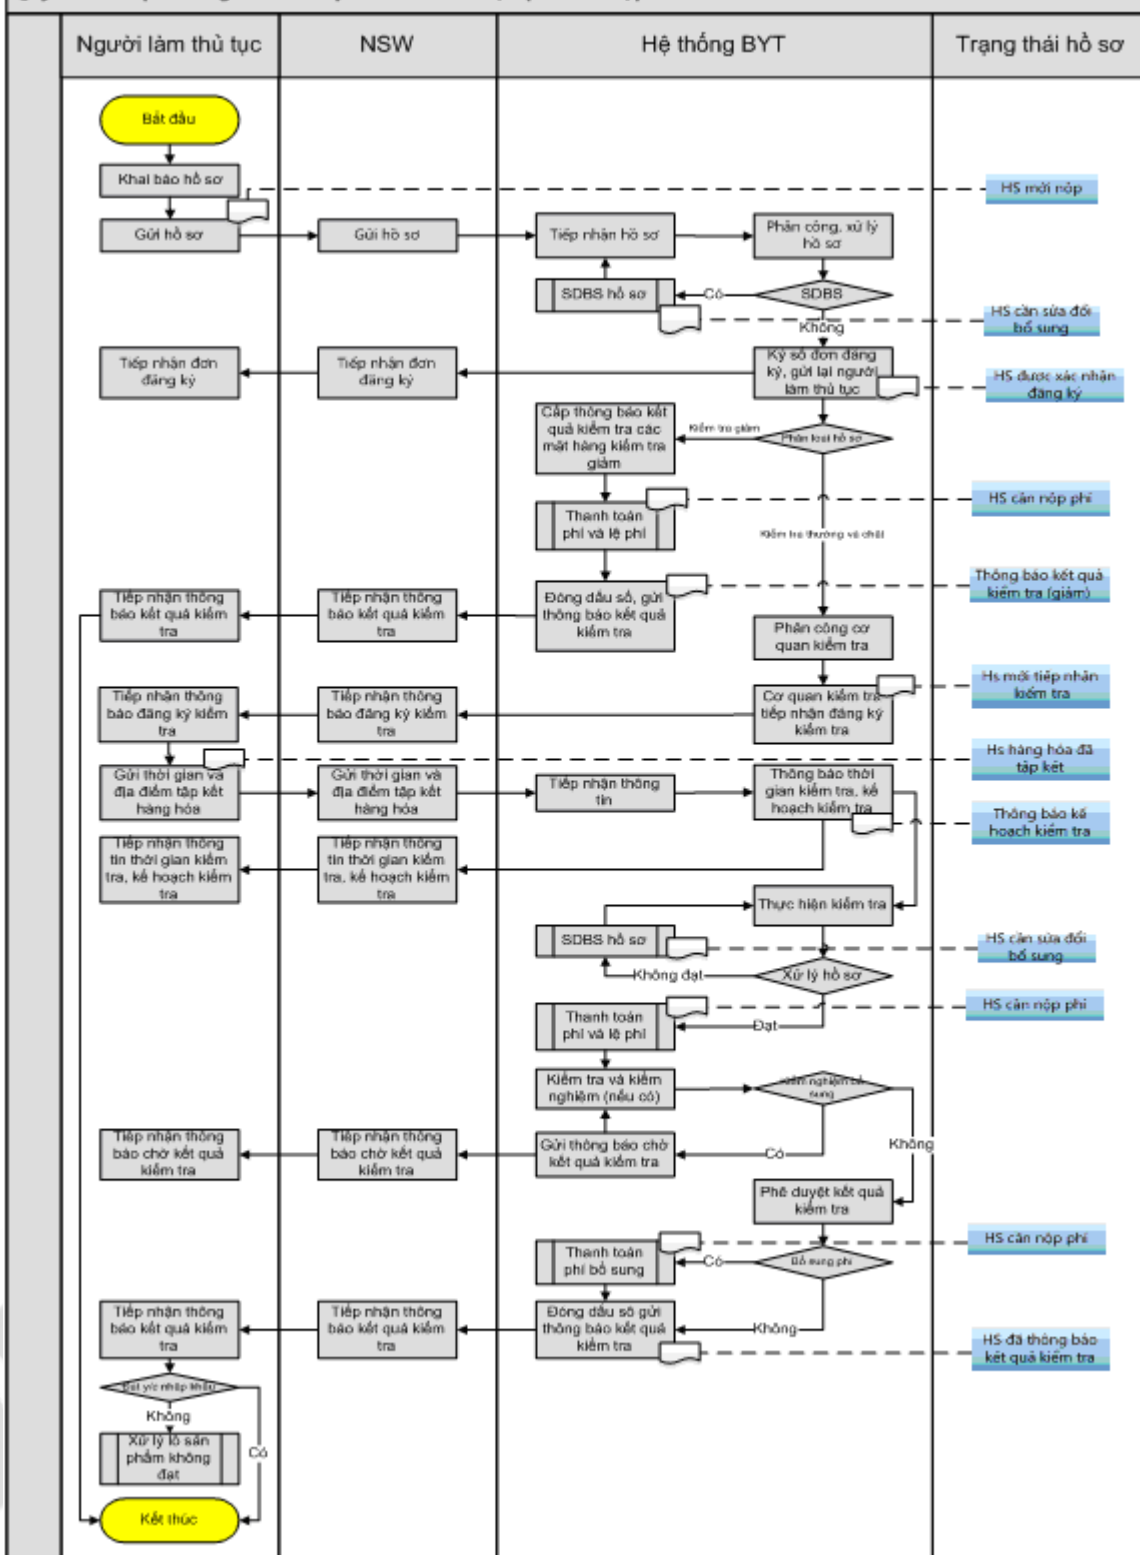 Người làm thủ tục
NSW
Hệ thống BYT
Trạng thái hồ sơ
Bắt đầu
Khai báo hồ sơ
HS mới nộp
Gửi hồ sơ
Gửi hồ sơ
Tiếp nhận hồ sơ
Phân công, xử lý
hồ sơ
SDBS hồ sơ
Có
SDBS
HS cần sửa đổi
bổ sung
Không
Tiếp nhận đơn
đăng ký
Tiếp nhận đơn
đăng ký
Ký số đơn đăng
ký, gửi lại người
làm thủ tục
HS được xác nhận
đăng ký
Cấp thông báo kết
quả kiểm tra các
mặt hàng kiểm tra
giảm
Kiểm tra giảm
Phân loại hồ sơ
HS cần nộp phí
Thanh toán
phí và lệ phí
Kiểm tra thường và chặt
Thông báo kết quả
kiểm tra (giảm)
Tiếp nhận thông
báo kết quả kiểm
tra
Tiếp nhận thông
báo kết quả kiểm
tra
Đóng dấu số, gửi
thông báo kết quả
kiểm tra
Phân công cơ
quan kiểm tra
Hs mới tiếp nhận
kiểm tra
Tiếp nhận thông
báo đăng ký kiểm
tra
Tiếp nhận thông
báo đăng ký kiểm
tra
Cơ quan kiểm tra
tiếp nhận đăng ký
kiểm tra
Hs hàng hóa đã
tập kết
Gửi thời gian và
địa điểm tập kết
hàng hóa
Gửi thời gian và
địa điểm tập kết
hàng hóa
Tiếp nhận thông
tin
Thông báo thời
gian kiểm tra, kế
hoạch kiểm tra
Thông báo kế
hoạch kiểm tra
Tiếp nhận thông
tin thời gian kiểm
tra, kế hoạch kiểm
tra
Tiếp nhận thông
tin thời gian kiểm
tra, kế hoạch kiểm
tra
Thực hiện kiểm tra
SDBS hồ sơ
HS cần sửa đổi
bổ sung
Không đạt
Xử lý hồ sơ
HS cần nộp phí
Thanh toán
phí và lệ phí
Đạt
Kiểm tra và kiểm
nghiệm (nếu có)
nghiệm
sung
Tiếp nhận thông
báo chờ kết quả
kiểm tra
Tiếp nhận thông
báo chờ kết quả
kiểm tra
Gửi thông báo chờ
kết quả kiểm tra
Có
Không
Phê duyệt kết quả
kiểm tra
HS cần nộp phí
Thanh toán
phí bổ sung
Có
Bổ sung phí
Tiếp nhận thông
báo kết quả kiểm
tra
Tiếp nhận thông
báo kết quả kiểm
tra
Đóng dấu số gửi
thông báo kết quả
kiểm tra
Không
HS đã thông báo
kết quả kiểm tra
Đạt y/c nhập khẩu
Không
Xử lý lô sản
phẩm không
đạt
Có
Kết thúc